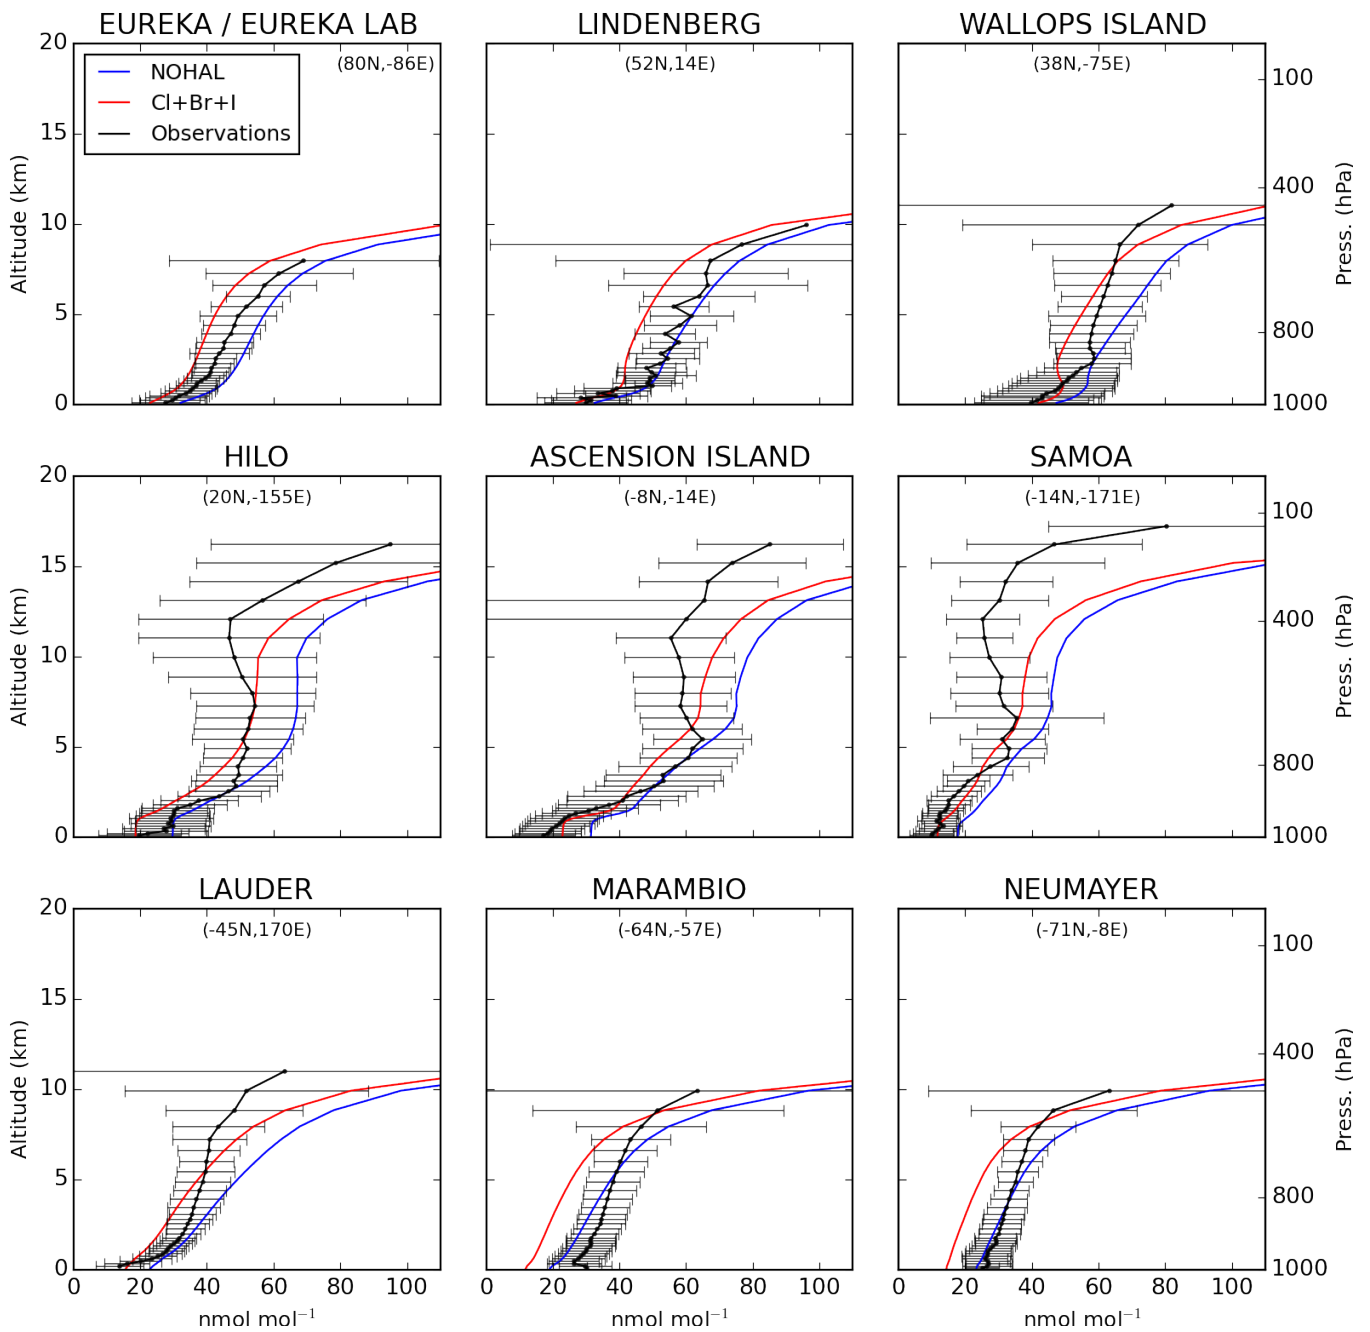 EUREKA / EUREKA LAB
LINDENBERG
WALLOPS ISLAND
(80N,-86E)
(52N,14E)
(38N,-75E)
NOHAL
Cl+Br+I
Observations
20
15
10
5
0
Altitude (km)
100
400
800
1000
Press. (hPa)
HILO
ASCENSION ISLAND
SAMOA
(20N,-155E)
(-8N,-14E)
(-14N,-171E)
20
15
10
5
0
Altitude (km)
100
400
800
1000
Press. (hPa)
LAUDER
MARAMBIO
NEUMAYER
(-45N,170E)
(-64N,-57E)
(-71N,-8E)
20
15
10
5
0
Altitude (km)
100
400
800
1000
Press. (hPa)
0 20 40 60 80 100
0 20 40 60 80 100
0 20 40 60 80 100
nmol mol⁻¹
nmol mol⁻¹
nmol mol⁻¹